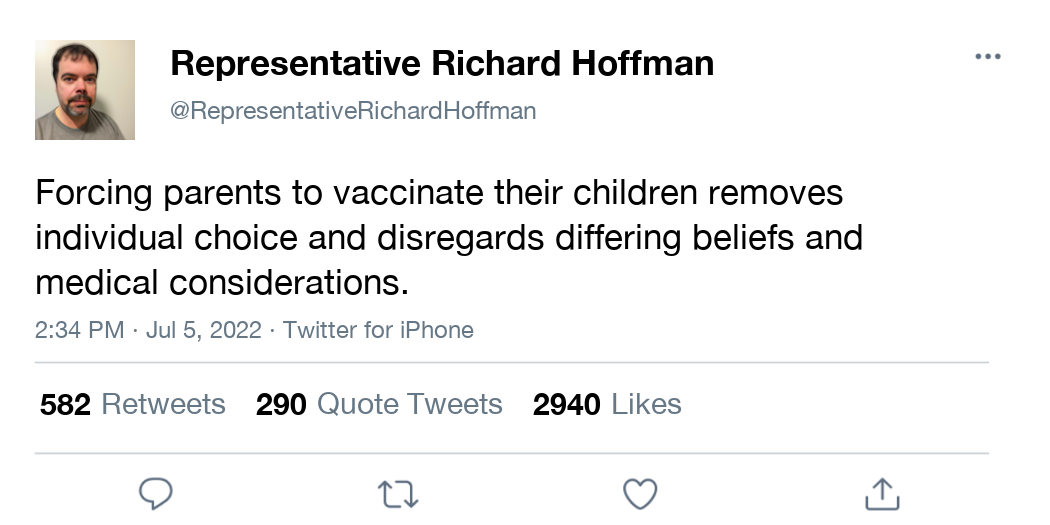 Representative Richard Hoffman
@RepresentativeRichardHoffman
Forcing parents to vaccinate their children removes
individual choice and disregards differing beliefs and
medical considerations.
2:34 PM · Jul 5, 2022 · Twitter for iPhone
582 Retweets 290 Quote Tweets 2940 Likes